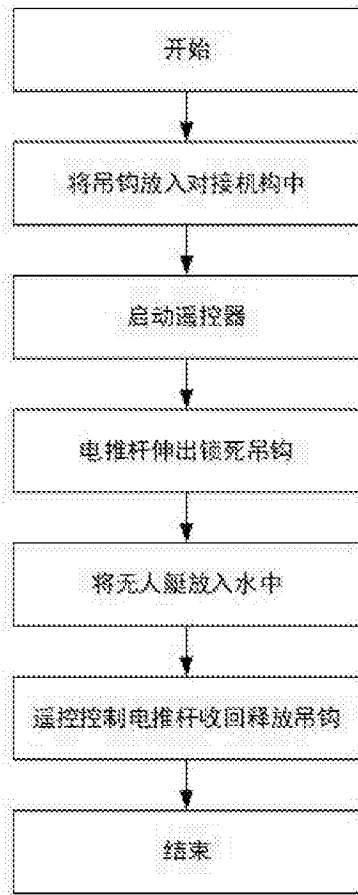 开始
将吊钩放入对接机构中
启动遥控器
电推杆伸出锁死吊钩
将无人艇放入水中
遥控控制电推杆收回释放吊钩
结束